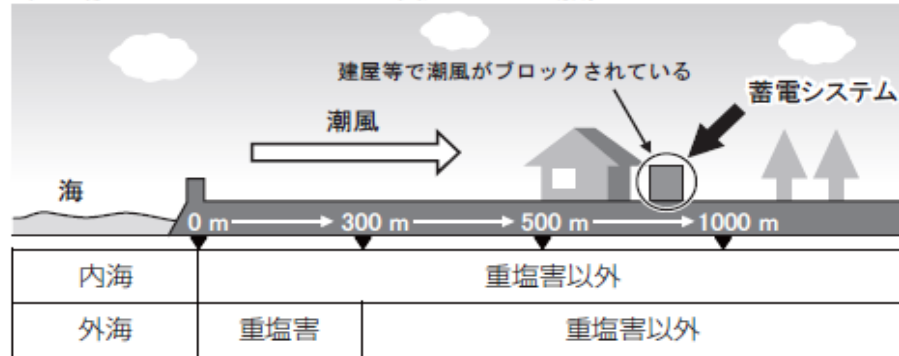 建屋等で潮風がブロックされている
蓄電システム
潮風
海
0 m 300 m 500 m 1000 m
内海 重塩害以外
外海 重塩害 重塩害以外